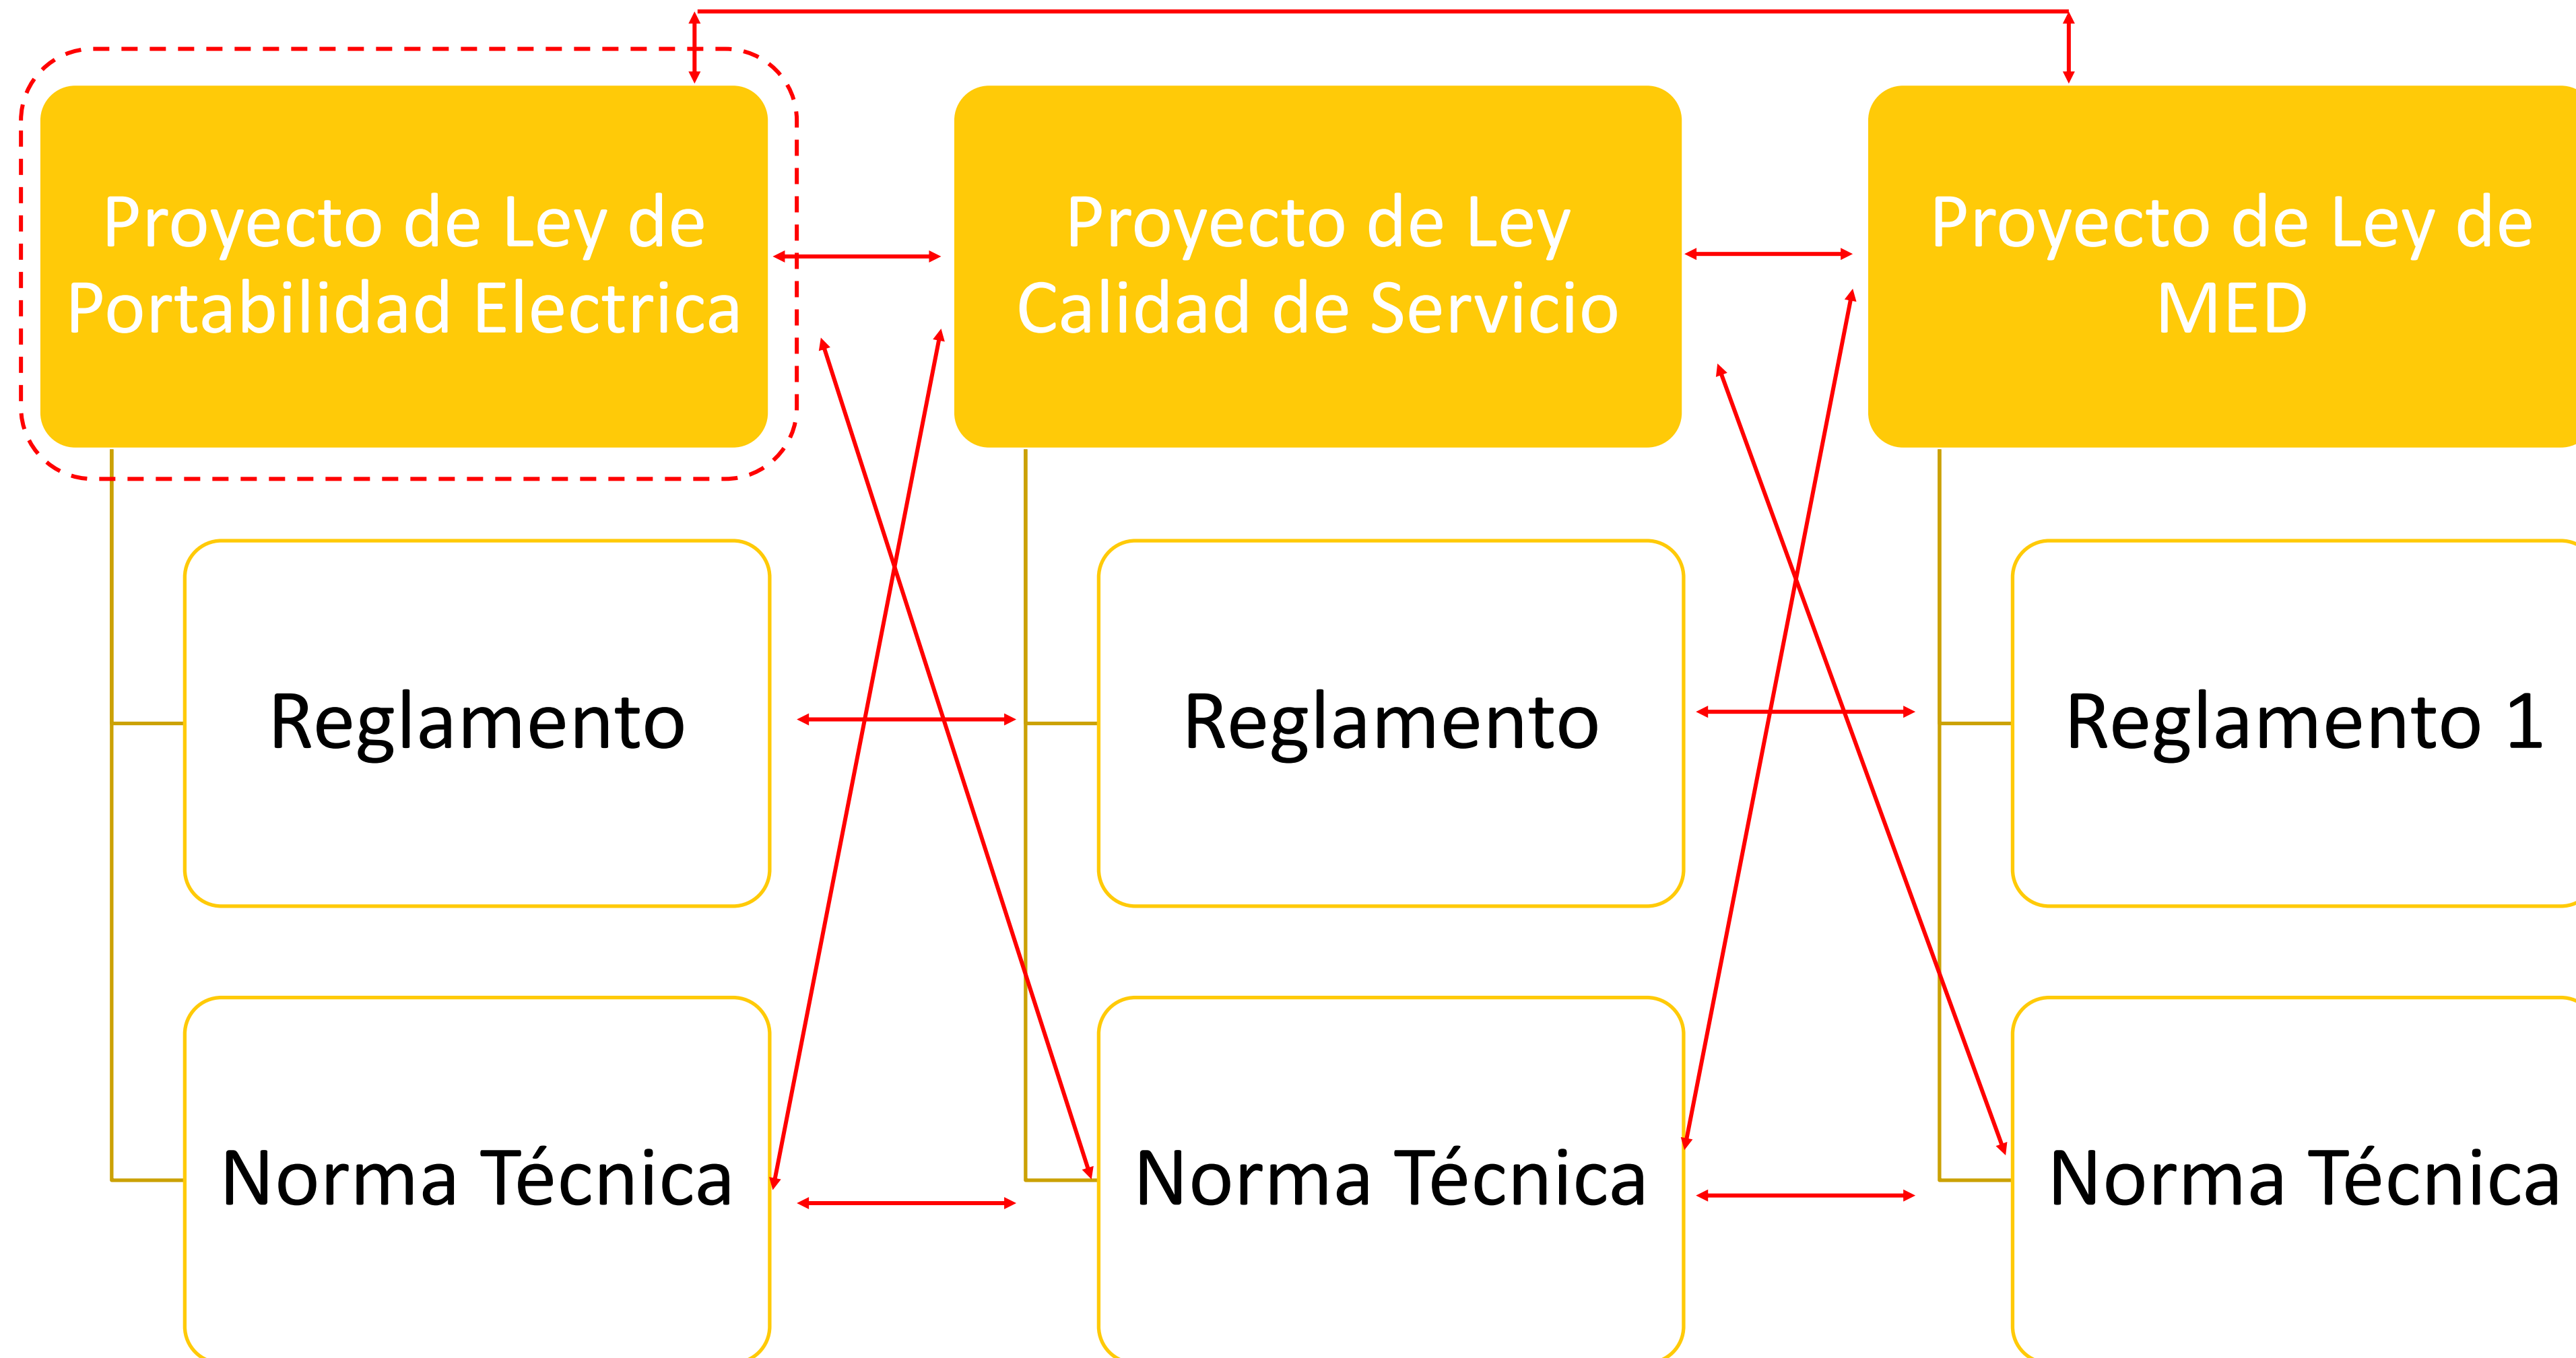 Proyecto de Ley de
Portabilidad Electrica
Proyecto de Ley
Calidad de Servicio
Proyecto de Ley de
MED
Reglamento
Reglamento
Reglamento 1
Norma Técnica
Norma Técnica
Norma Técnica